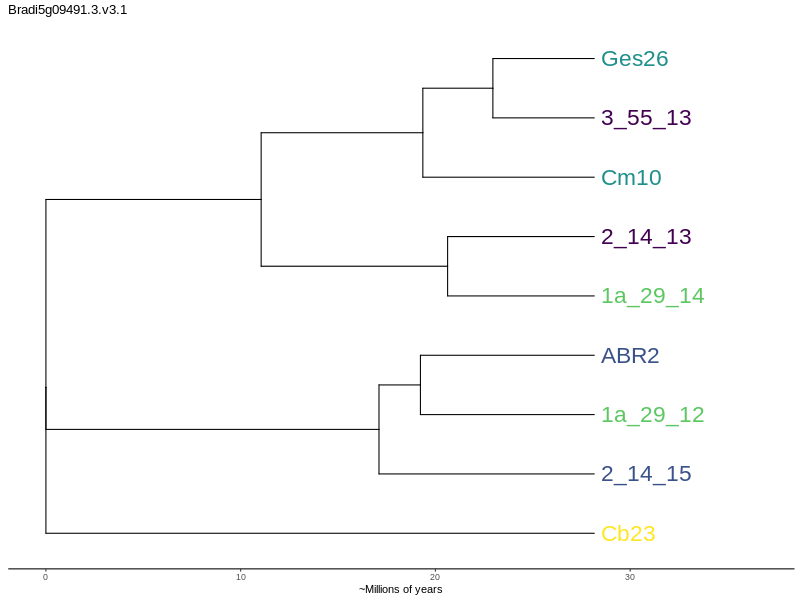 Bradi5g09491.3.v3.1
Ges26
3_55_13
Cm10
2_14_13
1a_29_14
ABR2
1a_29_12
2_14_15
Cb23
0 10 20 30
~Millions of years